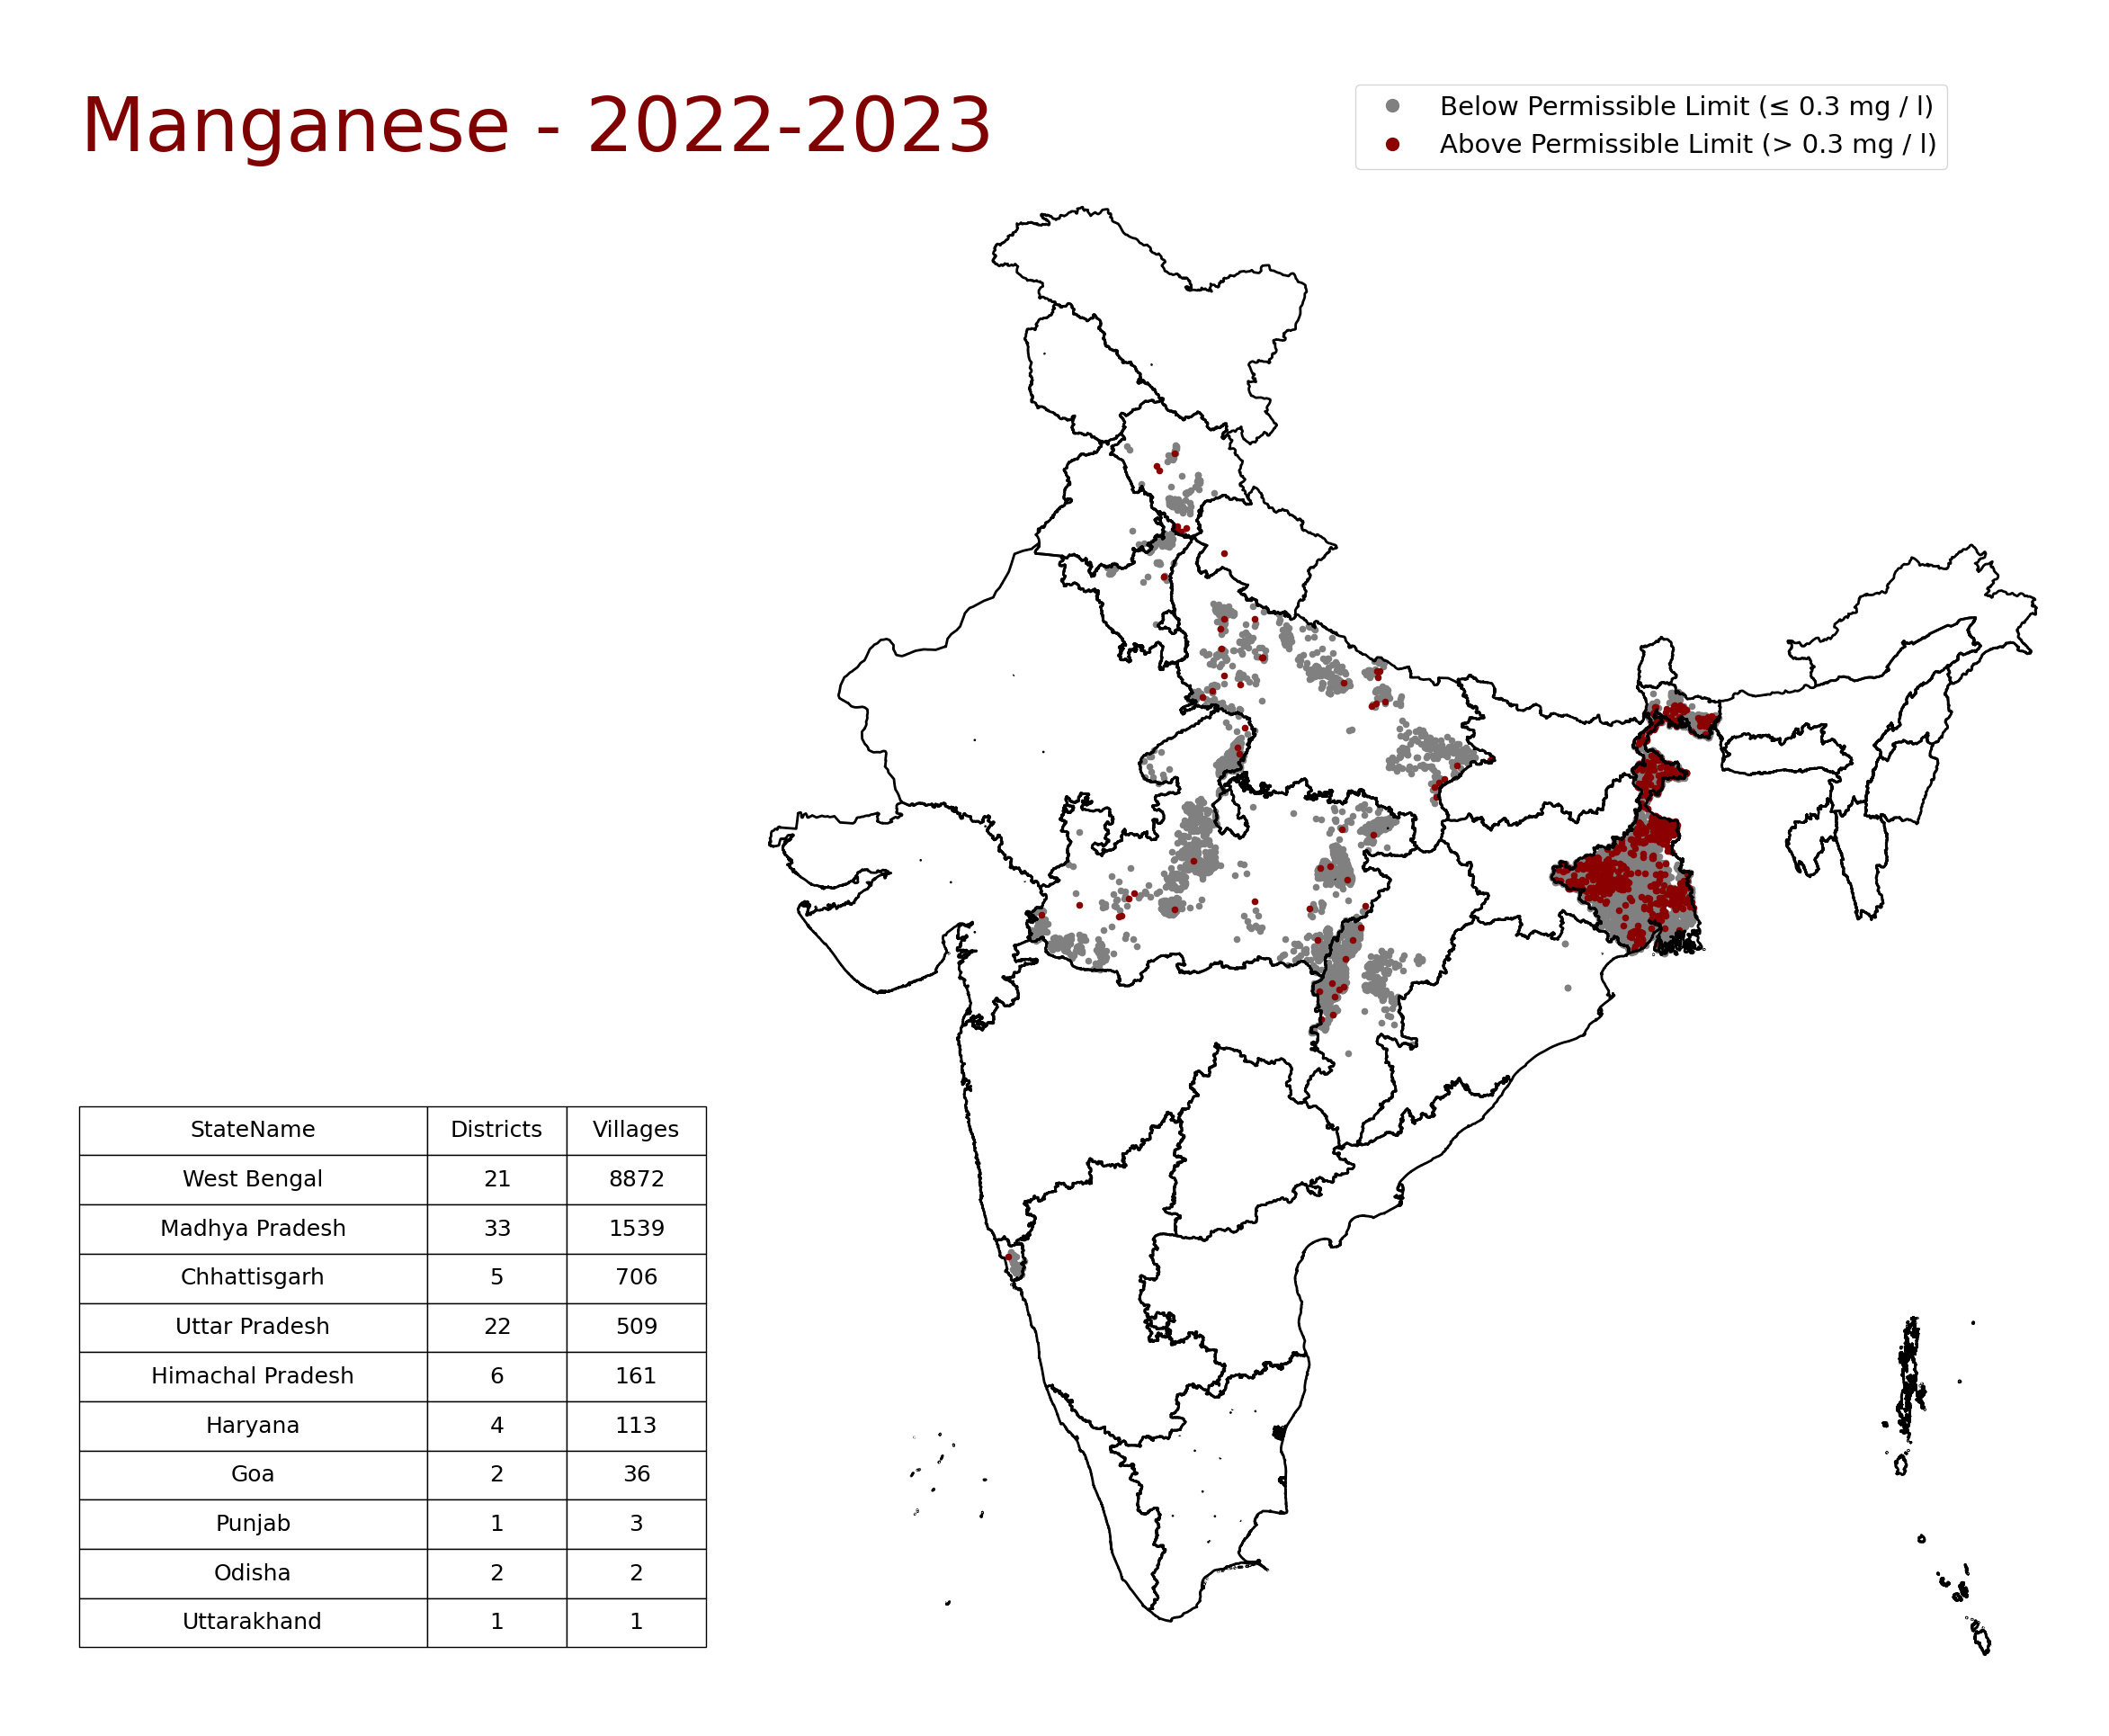 Manganese - 2022-2023
Below Permissible Limit (≤ 0.3 mg / l)
Above Permissible Limit (> 0.3 mg / l)
StateName Districts Villages
West Bengal 21 8872
Madhya Pradesh 33 1539
Chhattisgarh 5 706
Uttar Pradesh 22 509
Himachal Pradesh 6 161
Haryana 4 113
Goa 2 36
Punjab 1 3
Odisha 2 2
Uttarakhand 1 1